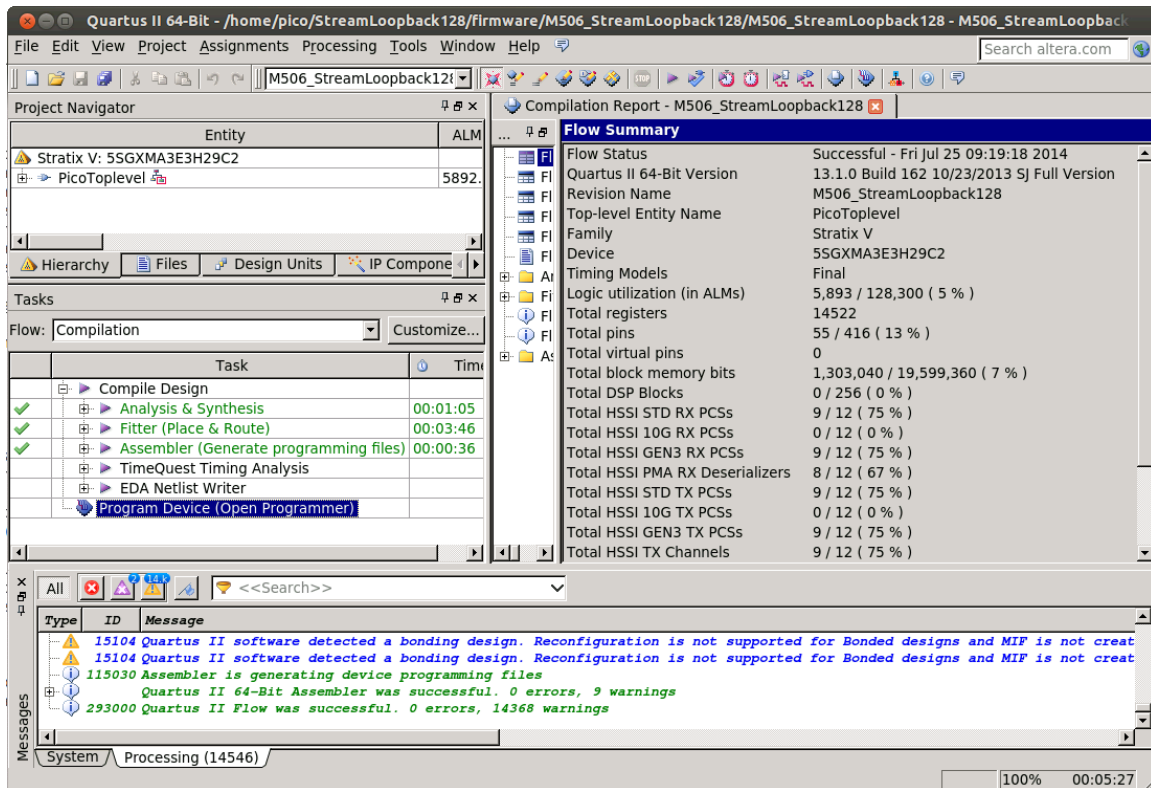 Quartus II 64-Bit - /home/pico/StreamLoopback128/firmware/M506_StreamLoopback128/M506_StreamLoopback128 - M506_StreamLoopback
File Edit View Project Assignments Processing Tools Window Help
Search altera.com
M506_StreamLoopback128
STOP
Project Navigator
Entity ALM
Stratix V: 5SGXMA3E3H29C2
PicoToplevel 5892.
Hierarchy Files Design Units IP Compone
Tasks
Flow: Compilation Customize...
Task Time
Compile Design
Analysis & Synthesis 00:01:05
Fitter (Place & Route) 00:03:46
Assembler (Generate programming files) 00:00:36
TimeQuest Timing Analysis
EDA Netlist Writer
Program Device (Open Programmer)
Compilation Report - M506_StreamLoopback128
...
Fl
Fl
Fl
Fl
Fl
Fl
An
Fi
Fl
Fl
As
Flow Summary
Flow Status Successful - Fri Jul 25 09:19:18 2014
Quartus II 64-Bit Version 13.1.0 Build 162 10/23/2013 SJ Full Version
Revision Name M506_StreamLoopback128
Top-level Entity Name PicoToplevel
Family Stratix V
Device 5SGXMA3E3H29C2
Timing Models Final
Logic utilization (in ALMs) 5,893 / 128,300 ( 5 % )
Total registers 14522
Total pins 55 / 416 ( 13 % )
Total virtual pins 0
Total block memory bits 1,303,040 / 19,599,360 ( 7 % )
Total DSP Blocks 0 / 256 ( 0 % )
Total HSSI STD RX PCSs 9 / 12 ( 75 % )
Total HSSI 10G RX PCSs 0 / 12 ( 0 % )
Total HSSI GEN3 RX PCSs 9 / 12 ( 75 % )
Total HSSI PMA RX Deserializers 8 / 12 ( 67 % )
Total HSSI STD TX PCSs 9 / 12 ( 75 % )
Total HSSI 10G TX PCSs 0 / 12 ( 0 % )
Total HSSI GEN3 TX PCSs 9 / 12 ( 75 % )
Total HSSI TX Channels 9 / 12 ( 75 % )
All 2 14 k <<Search>>
Type ID Message
15104 Quartus II software detected a bonding design. Reconfiguration is not supported for Bonded designs and MIF is not creat
15104 Quartus II software detected a bonding design. Reconfiguration is not supported for Bonded designs and MIF is not creat
115030 Assembler is generating device programming files
Quartus II 64-Bit Assembler was successful. 0 errors, 9 warnings
293000 Quartus II Flow was successful. 0 errors, 14368 warnings
Messages
System Processing (14546)
100% 00:05:27